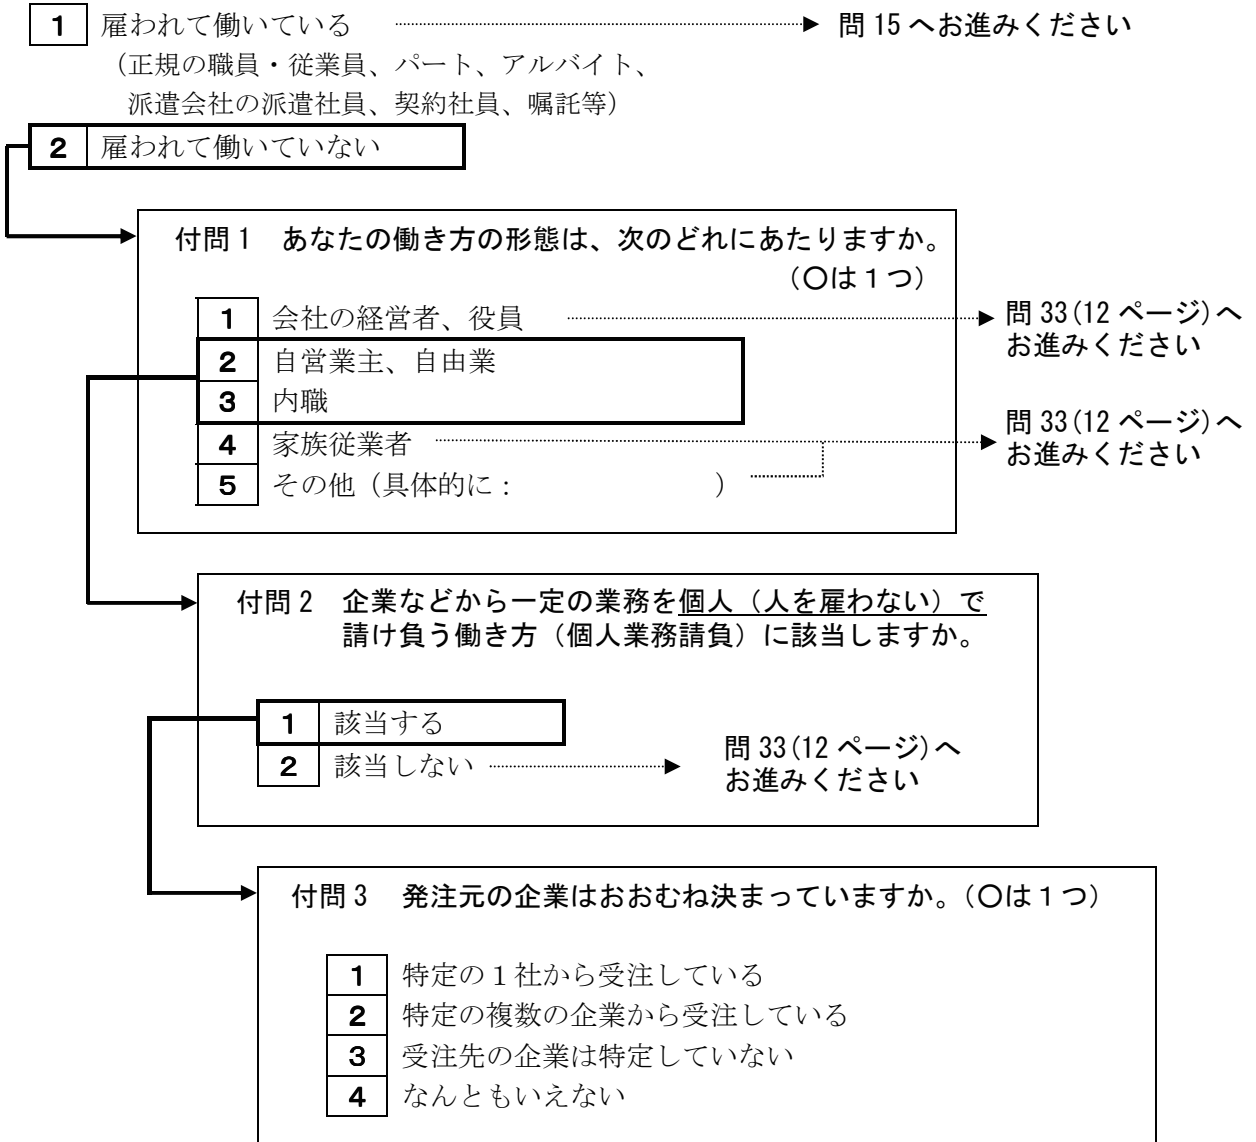 1 雇われて働いている 問 15 へお進みください
（正規の職員・従業員、パート、アルバイト、
派遣会社の派遣社員、契約社員、嘱託等）
2 雇われて働いていない
付問 1 あなたの働き方の形態は、次のどれにあたりますか。
（〇は１つ）
1 会社の経営者、役員
問 33(12 ページ)へ
お進みください
2 自営業主、自由業
3 内職
4 家族従業者
問 33(12 ページ)へ
お進みください
5 その他（具体的に： ）
付問 2 企業などから一定の業務を個人（人を雇わない）で
請け負う働き方（個人業務請負）に該当しますか。
1 該当する
2 該当しない
問 33(12 ページ)へ
お進みください
付問 3 発注元の企業はおおむね決まっていますか。（〇は１つ）
1 特定の１社から受注している
2 特定の複数の企業から受注している
3 受注先の企業は特定していない
4 なんともいえない